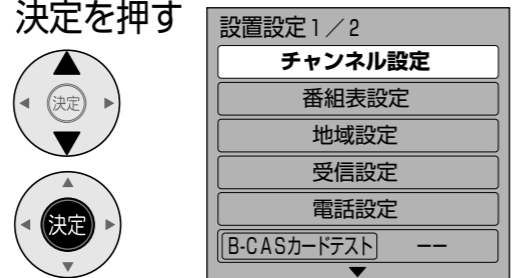 決定を押す
決定
決定
設置設定1／2
チャンネル設定
番組表設定
地域設定
受信設定
電話設定
B-CASカードテスト ーー